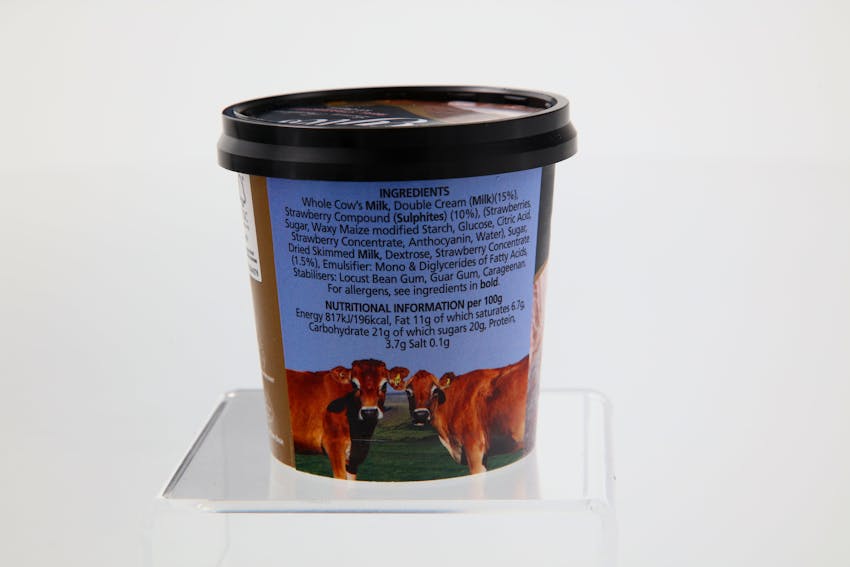 INGREDIENTS
Whole Cow's Milk, Double Cream (Milk)(15%),
Strawberry Compound (Sulphites) (10%), (Strawberries,
Sugar, Waxy Maize modified Starch, Glucose, Citric Acid,
Strawberry Concentrate, Anthocyanin, Water), Sugar,
Dried Skimmed Milk, Dextrose, Strawberry Concentrate
(1.5%), Emulsifier: Mono & Diglycerides of Fatty Acids,
Stabilisers: Locust Bean Gum, Guar Gum, Carageenan.
For allergens, see ingredients in bold.
NUTRITIONAL INFORMATION per 100g
Energy 817kJ/196kcal, Fat 11g of which saturates 6.7g,
Carbohydrate 21g of which sugars 20g, Protein,
3.7g Salt 0.1g